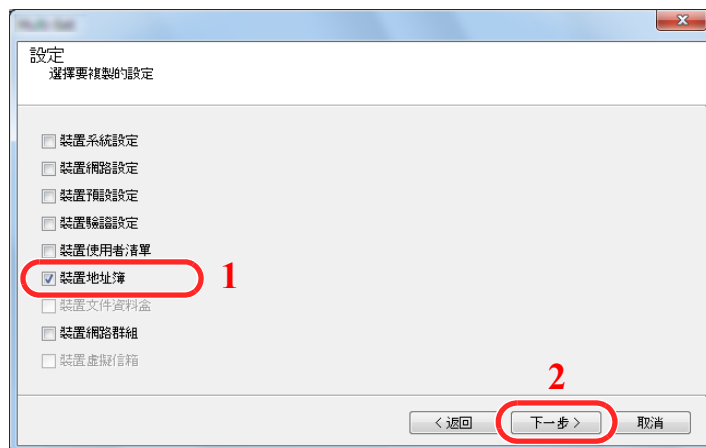 設定
選擇要複製的設定
裝置系統設定
裝置網路設定
裝置預設設定
裝置驗證設定
裝置使用者清單
裝置地址簿
1
裝置文件資料盒
裝置網路群組
裝置虛擬信箱
2
< 返回
下一步 >
取消